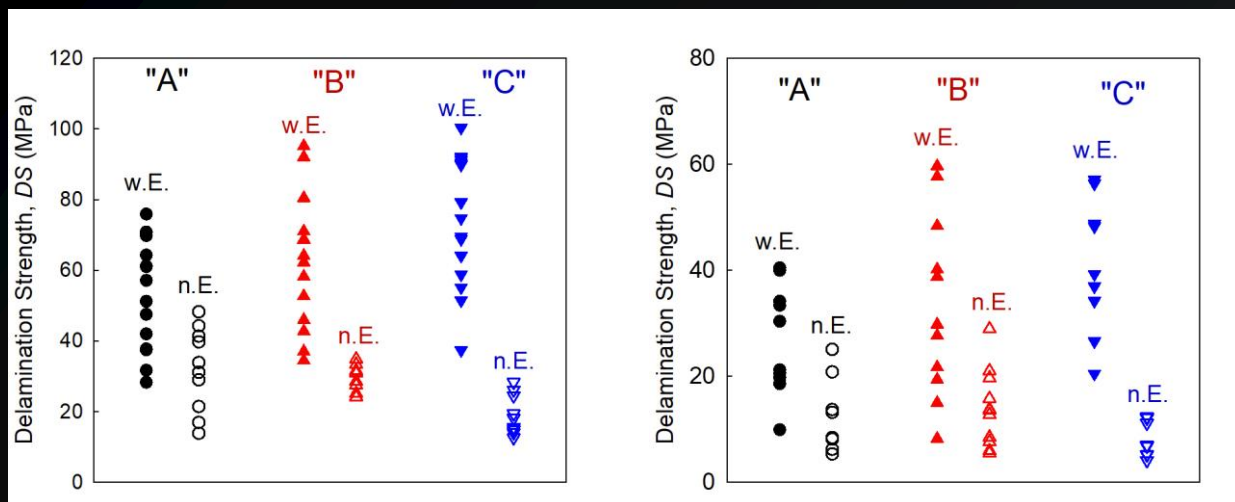 Delamination Strength, DS (MPa)
120
100
80
60
40
20
0
"A"
"B"
"C"
w.E.
n.E.
w.E.
n.E.
w.E.
n.E.
Delamination Strength, DS (MPa)
80
60
40
20
0
"A"
"B"
"C"
w.E.
n.E.
w.E.
n.E.
w.E.
n.E.